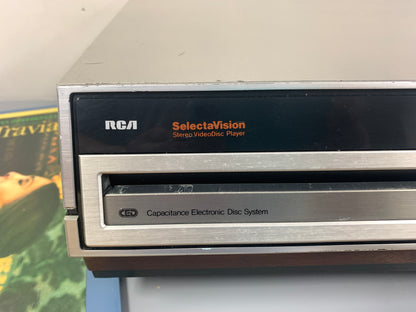 RCA
SelectaVision
Stereo VideoDisc Player
CED
Capacitance Electronic Disc System
Travia